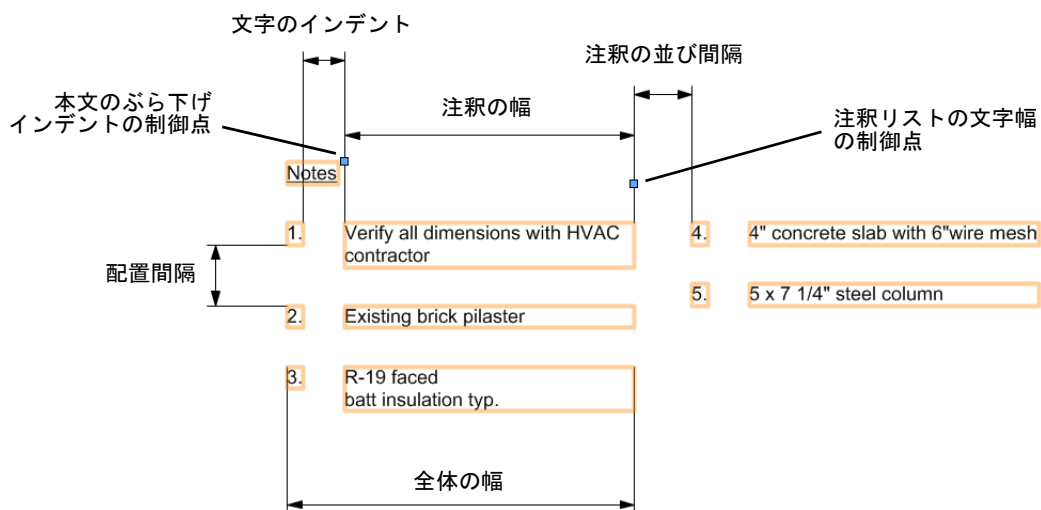 文字のインデント
注釈の並び間隔
本文のぶら下げ
インデントの制御点
注釈の幅
注釈リストの文字幅
の制御点
Notes
1. Verify all dimensions with HVAC
contractor
4. 4" concrete slab with 6"wire mesh
配置間隔
5. 5 x 7 1/4" steel column
2. Existing brick pilaster
3. R-19 faced
batt insulation typ.
全体の幅